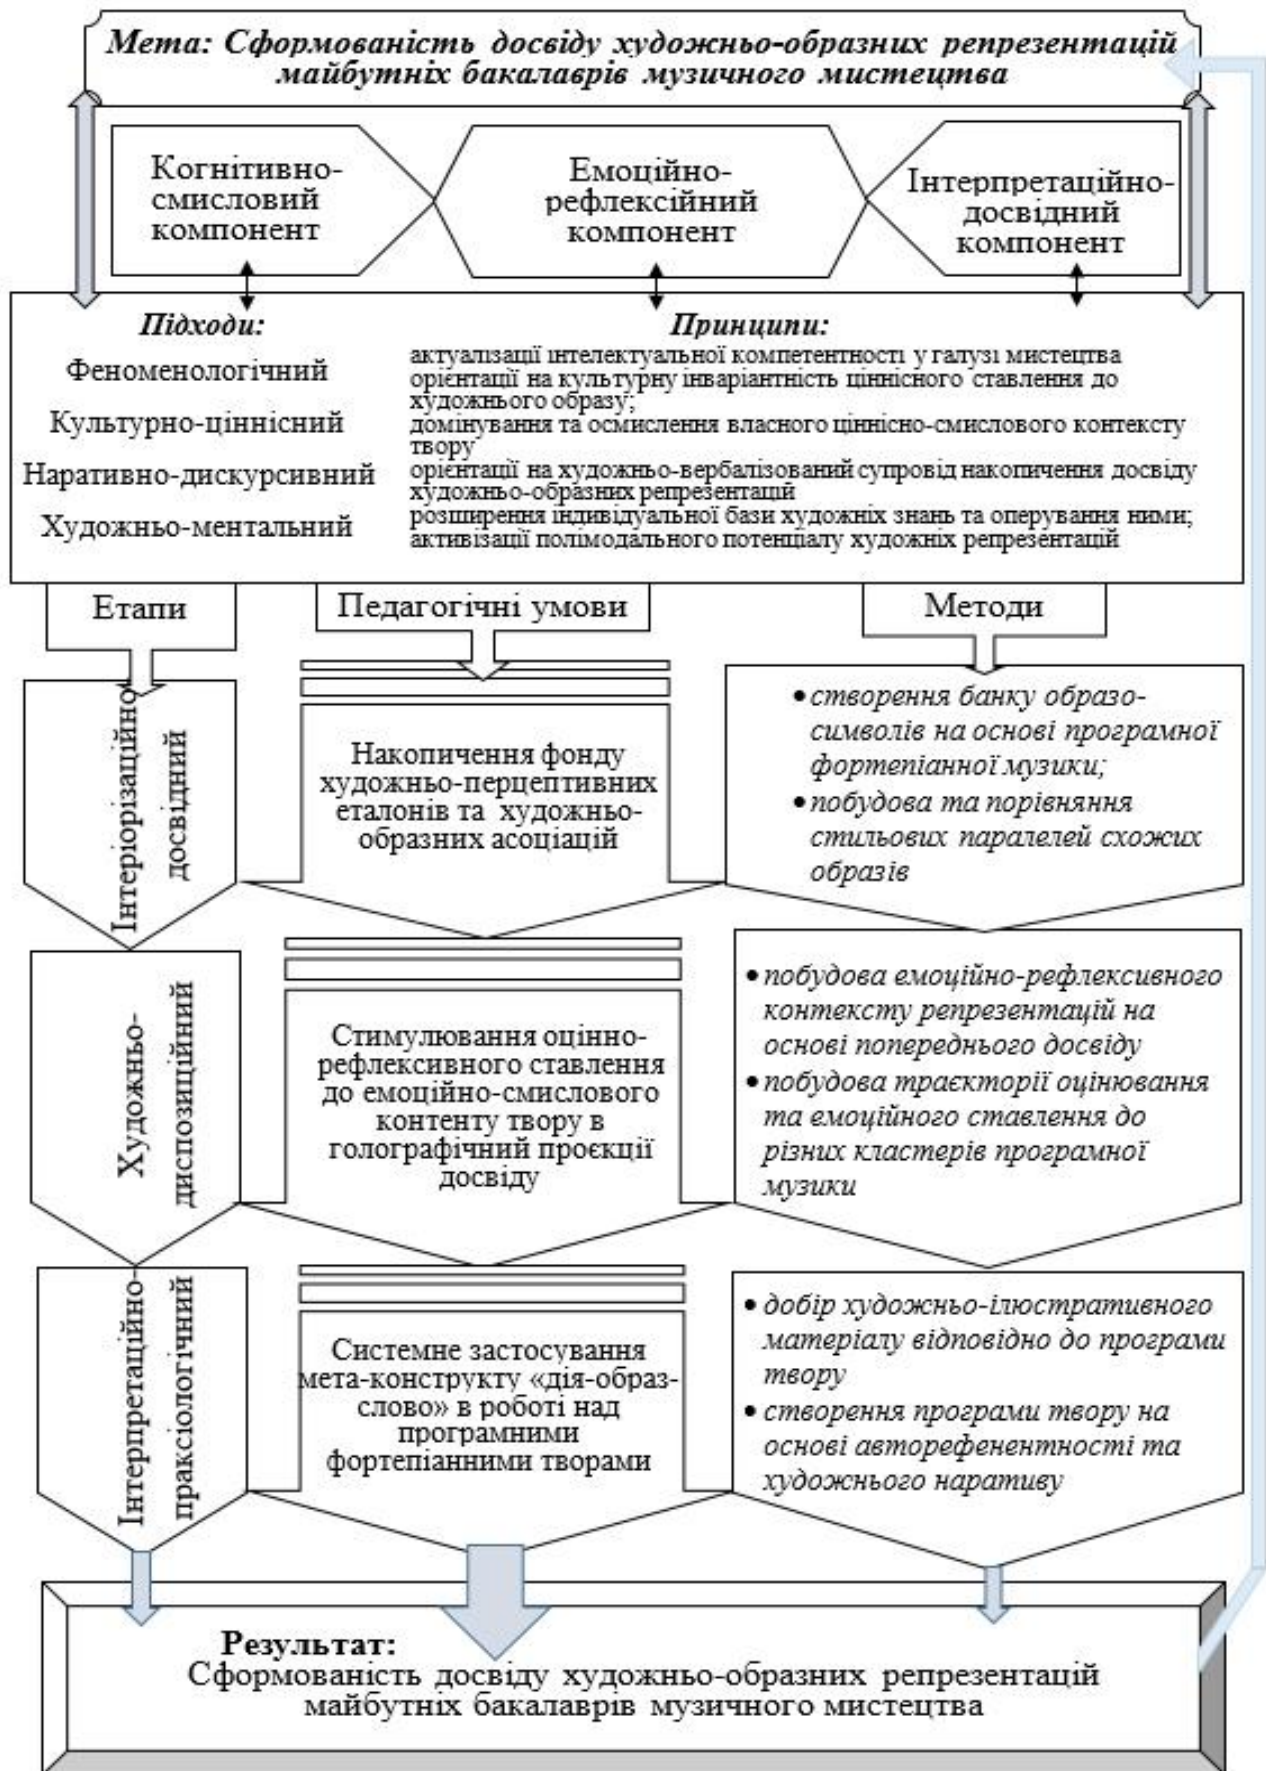 Мета: Сформованість досвіду художньо-образних репрезентацій
майбутніх бакалаврів музичного мистецтва
Когнітивно-
смисловий
компонент
Емоційно-
рефлексійний
компонент
Інтерпретаційно-
досвідний
компонент
Підходи:
Феноменологічний
Культурно-ціннісний
Наративно-дискурсивний
Художньо-ментальний
Принципи:
актуалізації інтелектуальної компетентності у галузі мистецтва
орієнтації на культурну інваріантність ціннісного ставлення до
художнього образу;
домінування та осмислення власного ціннісно-смислового контексту
твору
орієнтації на художньо-вербалізований супровід накопичення досвіду
художньо-образних репрезентацій
розширення індивідуальної бази художніх знань та оперування ними;
активізації полімодального потенціалу художніх репрезентацій
Етапи
Педагогічні умови
Методи
Інтеріорізаційно-
досвідний
Накопичення фонду
художньо-перцептивних
еталонів та художньо-
образних асоціацій
•створення банку образо-
символів на основі програмної
фортепіанної музики;
•побудова та порівняння
стильових паралелей схожих
образів
Художньо-
диспозиційний
Стимулювання оцінно-
рефлексивного ставлення
до емоційно-смислового
контенту твору в
голографічний проєкції
досвіду
•побудова емоційно-рефлексивного
контексту репрезентацій на
основі попереднього досвіду
•побудова траєкторії оцінювання
та емоційного ставлення до
різних кластерів програмної
музики
Інтерпретаційно-
праксіологічний
Системне застосування
мета-конструкту «дія-образ-
слово» в роботі над
програмними
фортепіанними творами
• добір художньо-ілюстративного
матеріалу відповідно до програми
твору
• створення програми твору на
основі авторефенентності та
художнього наративу
Результат:
Сформованість досвіду художньо-образних репрезентацій
майбутніх бакалаврів музичного мистецтва